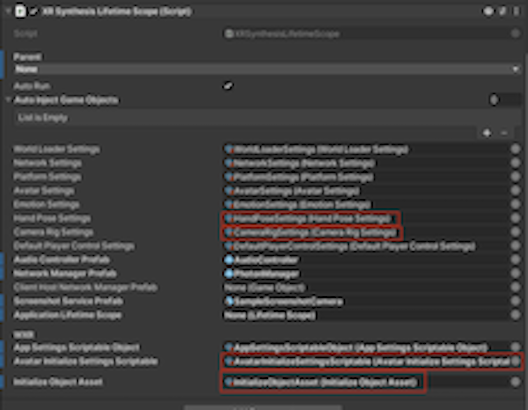 XR Synthesis Lifetime Scope (Script)
Script XRSynthesisLifetimeScope
Parent
None
Auto Run
Auto Inject Game Objects 0
List is Empty
+ −
World Loader Settings WorldLoaderSettings (World Loader Settings)
Network Settings NetworkSettings (Network Settings)
Platform Settings PlatformSettings (Platform Settings)
Avatar Settings AvatarSettings (Avatar Settings)
Emotion Settings EmotionSettings (Emotion Settings)
Hand Pose Settings HandPoseSettings (Hand Pose Settings)
Camera Rig Settings CameraRigSettings (Camera Rig Settings)
Default Player Control Settings DefaultPlayerControlSettings (Default Player Control Settings)
Audio Controller Prefab AudioController
Network Manager Prefab PhotonManager
Client Host Network Manager Prefab None (Game Object)
Screenshot Service Prefab SampleScreenshotCamera
Application Lifetime Scope None (Lifetime Scope)
App Settings Scriptable Object AppSettingsScriptableObject (App Settings Scriptable Object)
Avatar Initialize Settings Scriptable AvatarInitializeSettingsScriptable (Avatar Initialize Settings Scriptable
Initialize Object Asset InitializeObjectAsset (Initialize Object Asset)